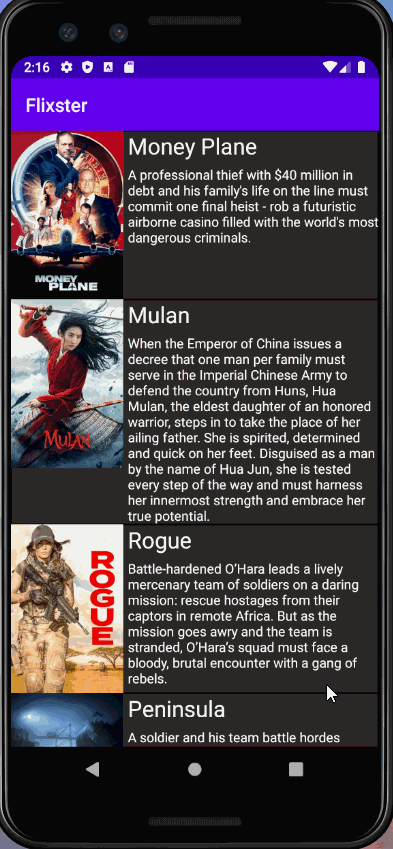 2:16
Flixster
Money Plane
A professional thief with $40 million in
debt and his family's life on the line must
commit one final heist - rob a futuristic
airborne casino filled with the world's most
dangerous criminals.
MONEY
PLANE
Mulan
When the Emperor of China issues a
decree that one man per family must
serve in the Imperial Chinese Army to
defend the country from Huns, Hua
Mulan, the eldest daughter of an honored
warrior, steps in to take the place of her
ailing father. She is spirited, determined
and quick on her feet. Disguised as a man
by the name of Hua Jun, she is tested
every step of the way and must harness
her innermost strength and embrace her
true potential.
MULAN
Rogue
Battle-hardened O’Hara leads a lively
mercenary team of soldiers on a daring
mission: rescue hostages from their
captors in remote Africa. But as the
mission goes awry and the team is
stranded, O’Hara’s squad must face a
bloody, brutal encounter with a gang of
rebels.
ROGUE
Peninsula
A soldier and his team battle hordes